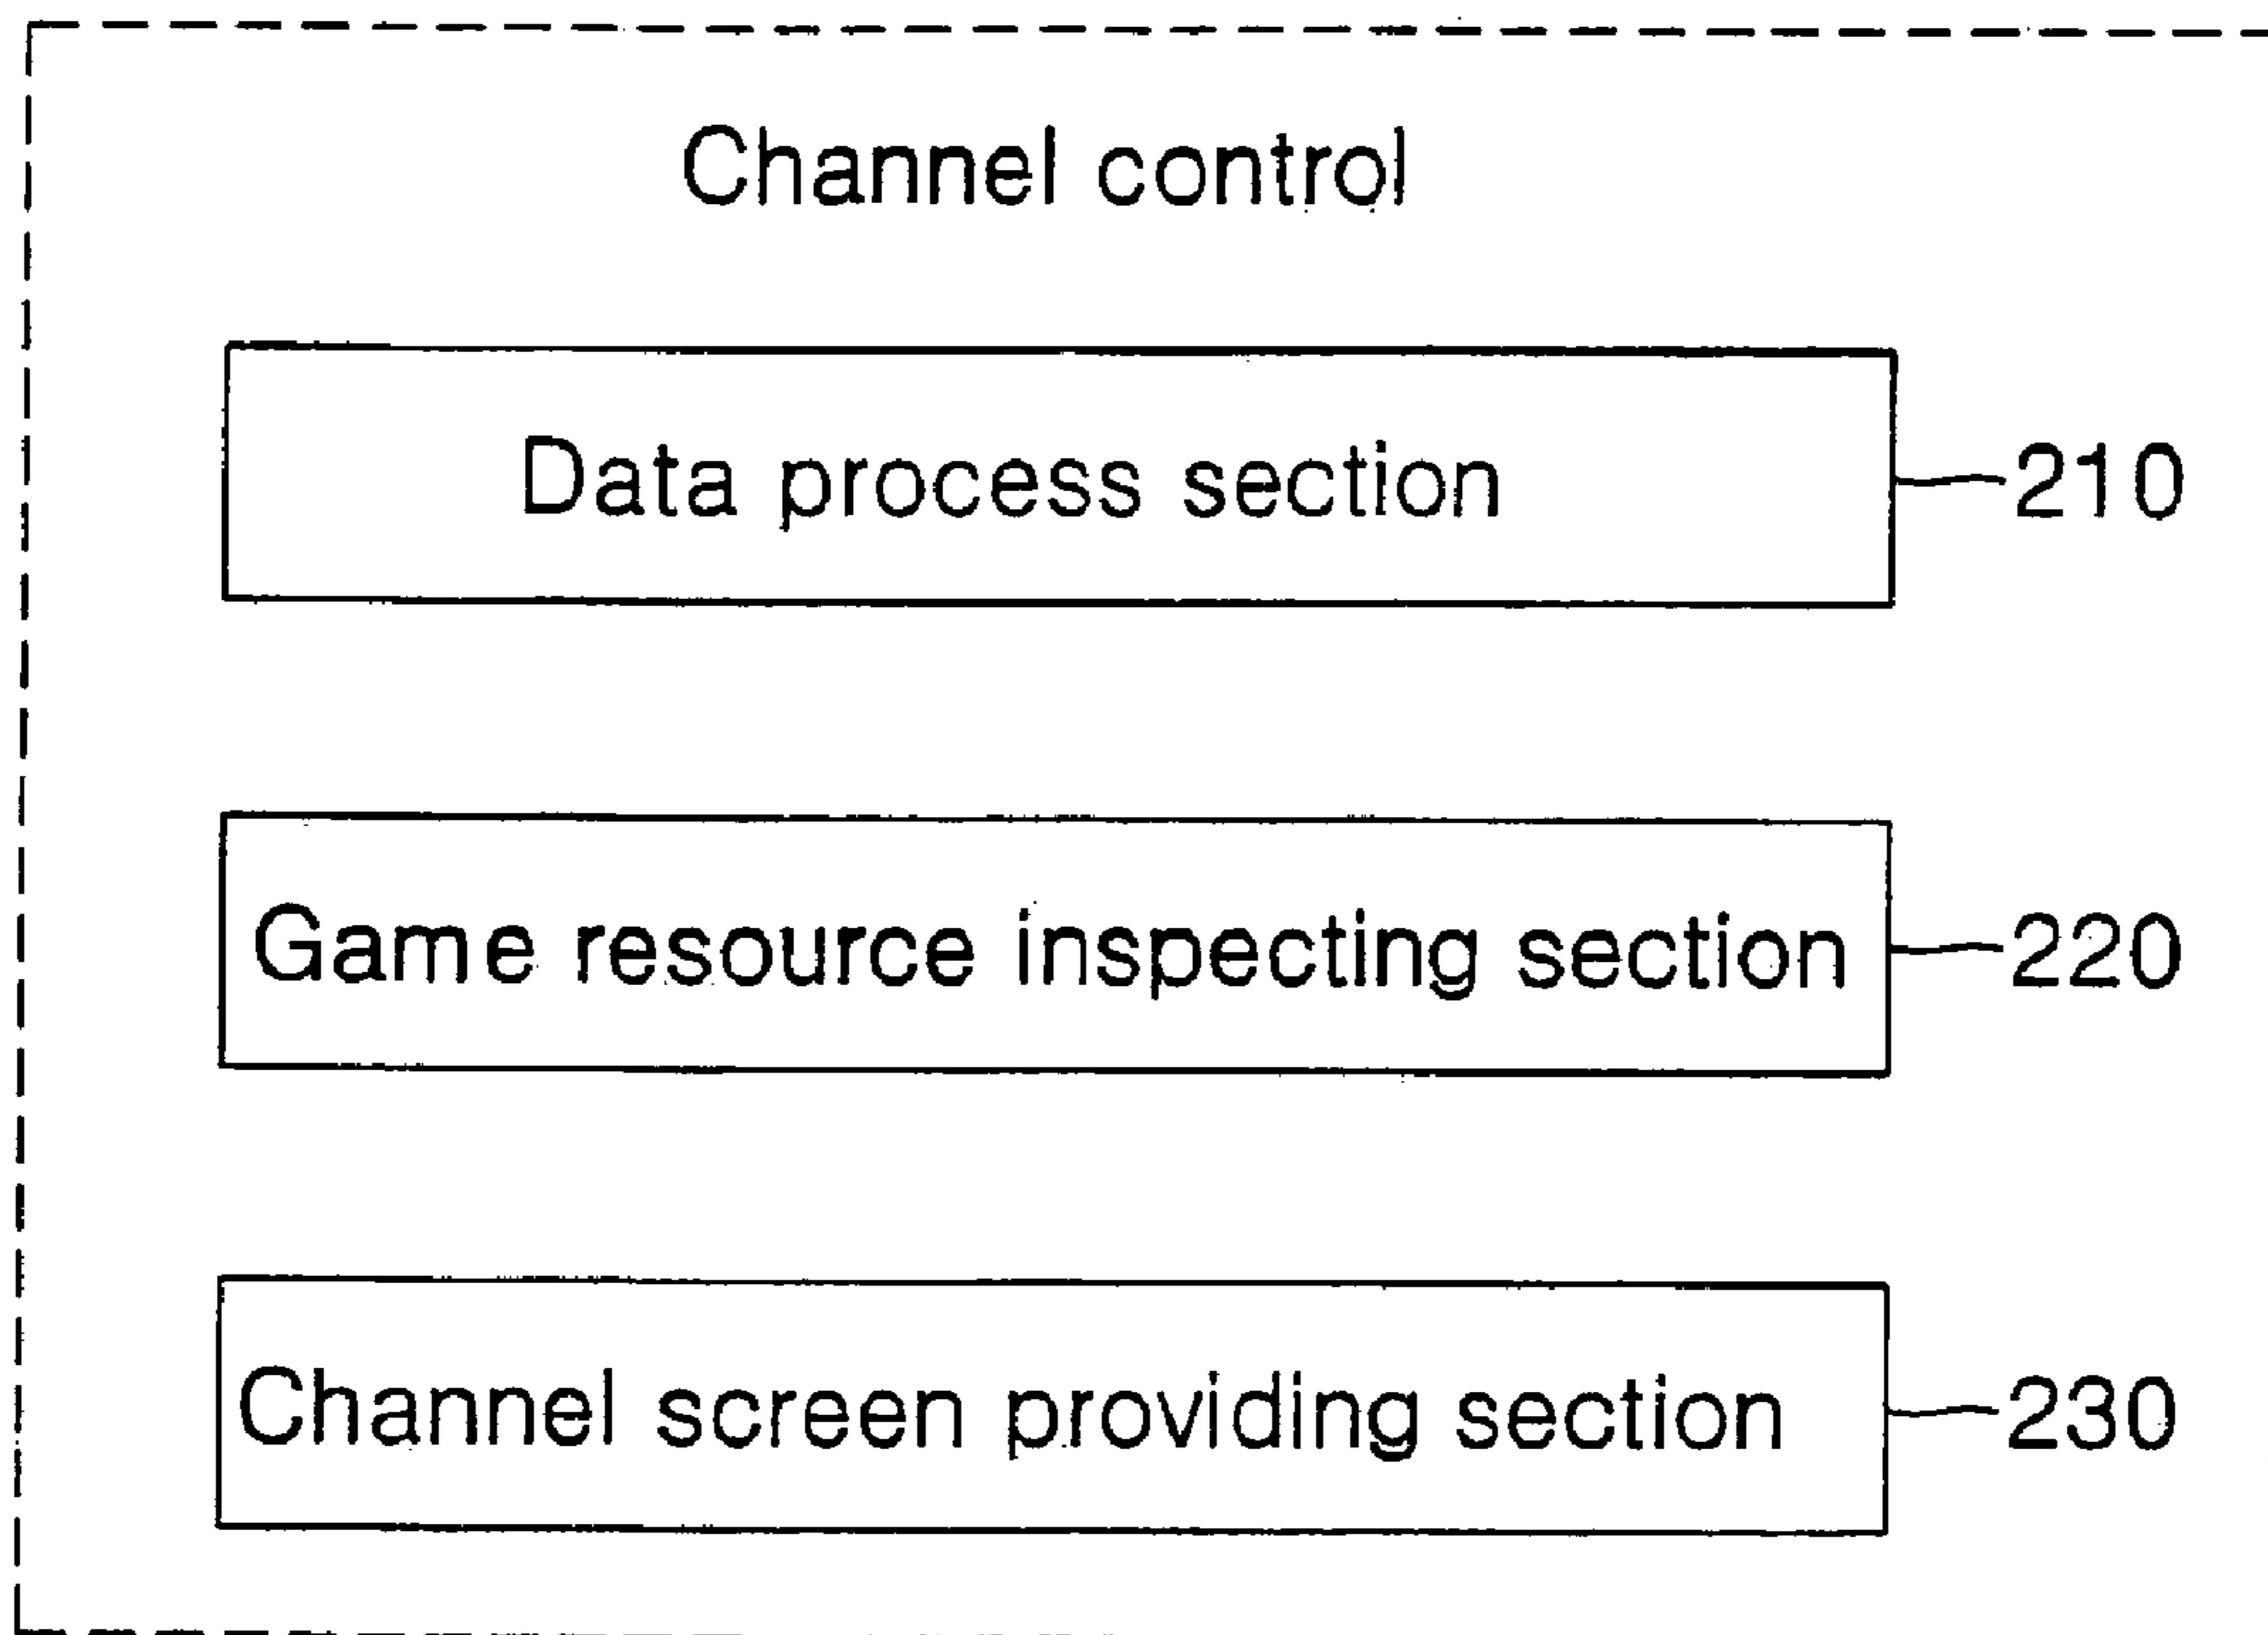 Channel control
Data process section 210
Game resource inspecting section 220
Channel screen providing section 230